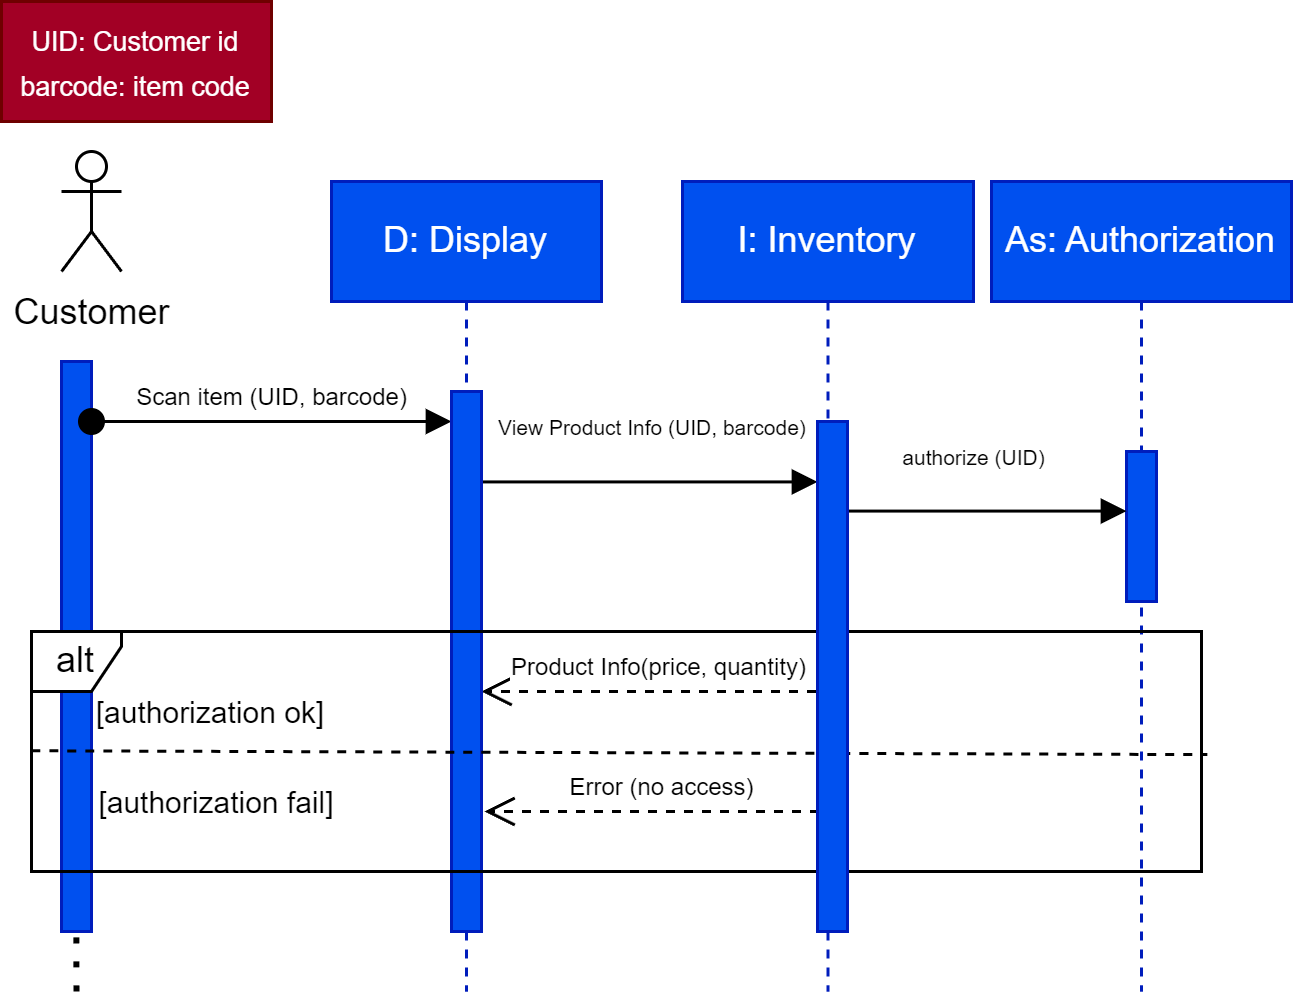 UID: Customer id
barcode: item code
Customer
D: Display
I: Inventory
As: Authorization
Scan item (UID, barcode)
View Product Info (UID, barcode)
authorize (UID)
alt
Product Info(price, quantity)
[authorization ok]
Error (no access)
[authorization fail]